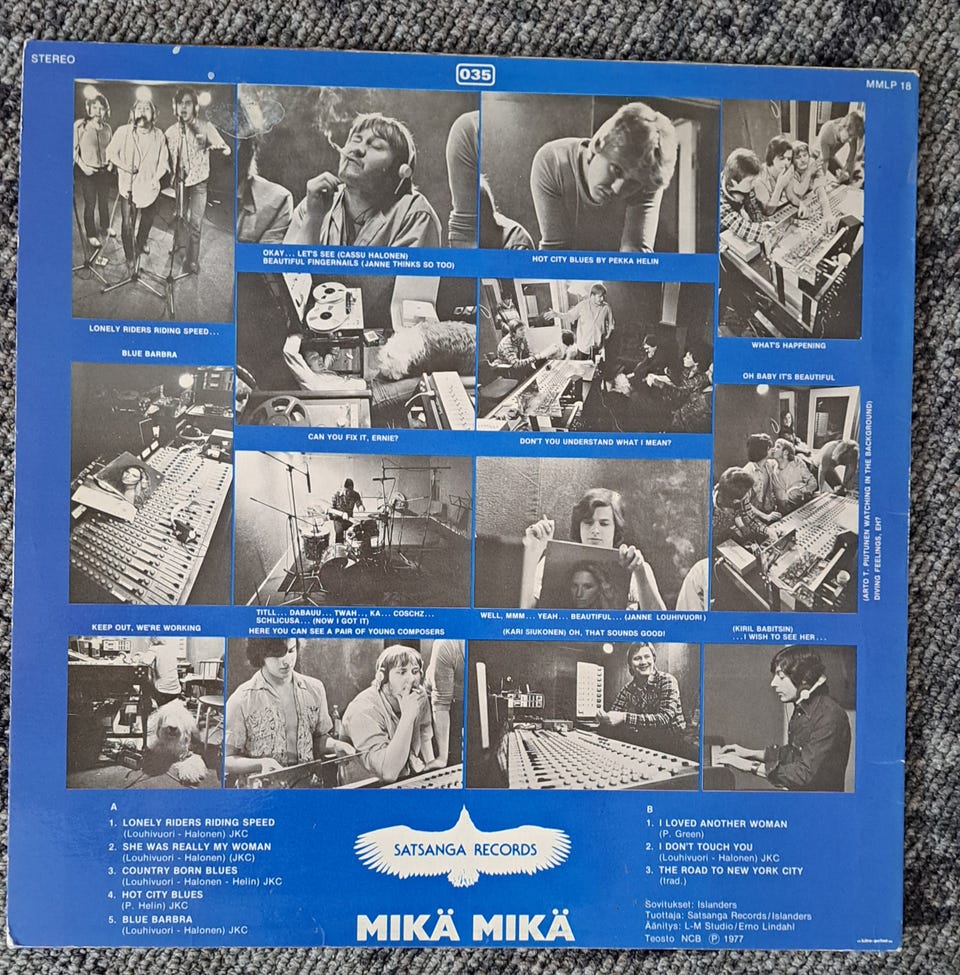 STEREO
035
MMLP 18
LONELY RIDERS RIDING SPEED...
OKAY... LET'S SEE (CASSU HALONEN)
BEAUTIFUL FINGERNAILS (JANNE THINKS SO TOO)
HOT CITY BLUES BY PEKKA HELIN
WHAT'S HAPPENING
BLUE BARBRA
CAN YOU FIX IT, ERNIE?
DON'T YOU UNDERSTAND WHAT I MEAN?
OH BABY IT'S BEAUTIFUL
(ARTO T. PIUTUNEN WATCHING IN THE BACKGROUND)
DIVING FEELINGS, EH?
KEEP OUT, WE'RE WORKING
TITLL... DABAUU... TWAH... KA... COSCHZ...
SCHLICUSA... (NOW I GOT IT)
HERE YOU CAN SEE A PAIR OF YOUNG COMPOSERS
WELL, MMM... YEAH... BEAUTIFUL... (JANNE LOUHIVUORI)
(KARI SIUKONEN) OH, THAT SOUNDS GOOD!
(KIRIL BABITSIN)
...I WISH TO SEE HER...
A
1. LONELY RIDERS RIDING SPEED
(Louhivuori - Halonen) JKC
2. SHE WAS REALLY MY WOMAN
(Louhivuori - Halonen) (JKC)
3. COUNTRY BORN BLUES
(Louhivuori - Halonen - Helin) JKC
4. HOT CITY BLUES
(P. Helin) JKC
5. BLUE BARBRA
(Louhivuori - Halonen) JKC
SATSANGA RECORDS
MIKÄ MIKÄ
B
1. I LOVED ANOTHER WOMAN
(P. Green)
2. I DON'T TOUCH YOU
(Louhivuori - Halonen) JKC
3. THE ROAD TO NEW YORK CITY
(trad.)
Sovitukset: Islanders
Tuottaja: Satsanga Records/Islanders
Äänitys: L-M Studio/Erno Lindahl
Teosto NCB Ⓟ 1977